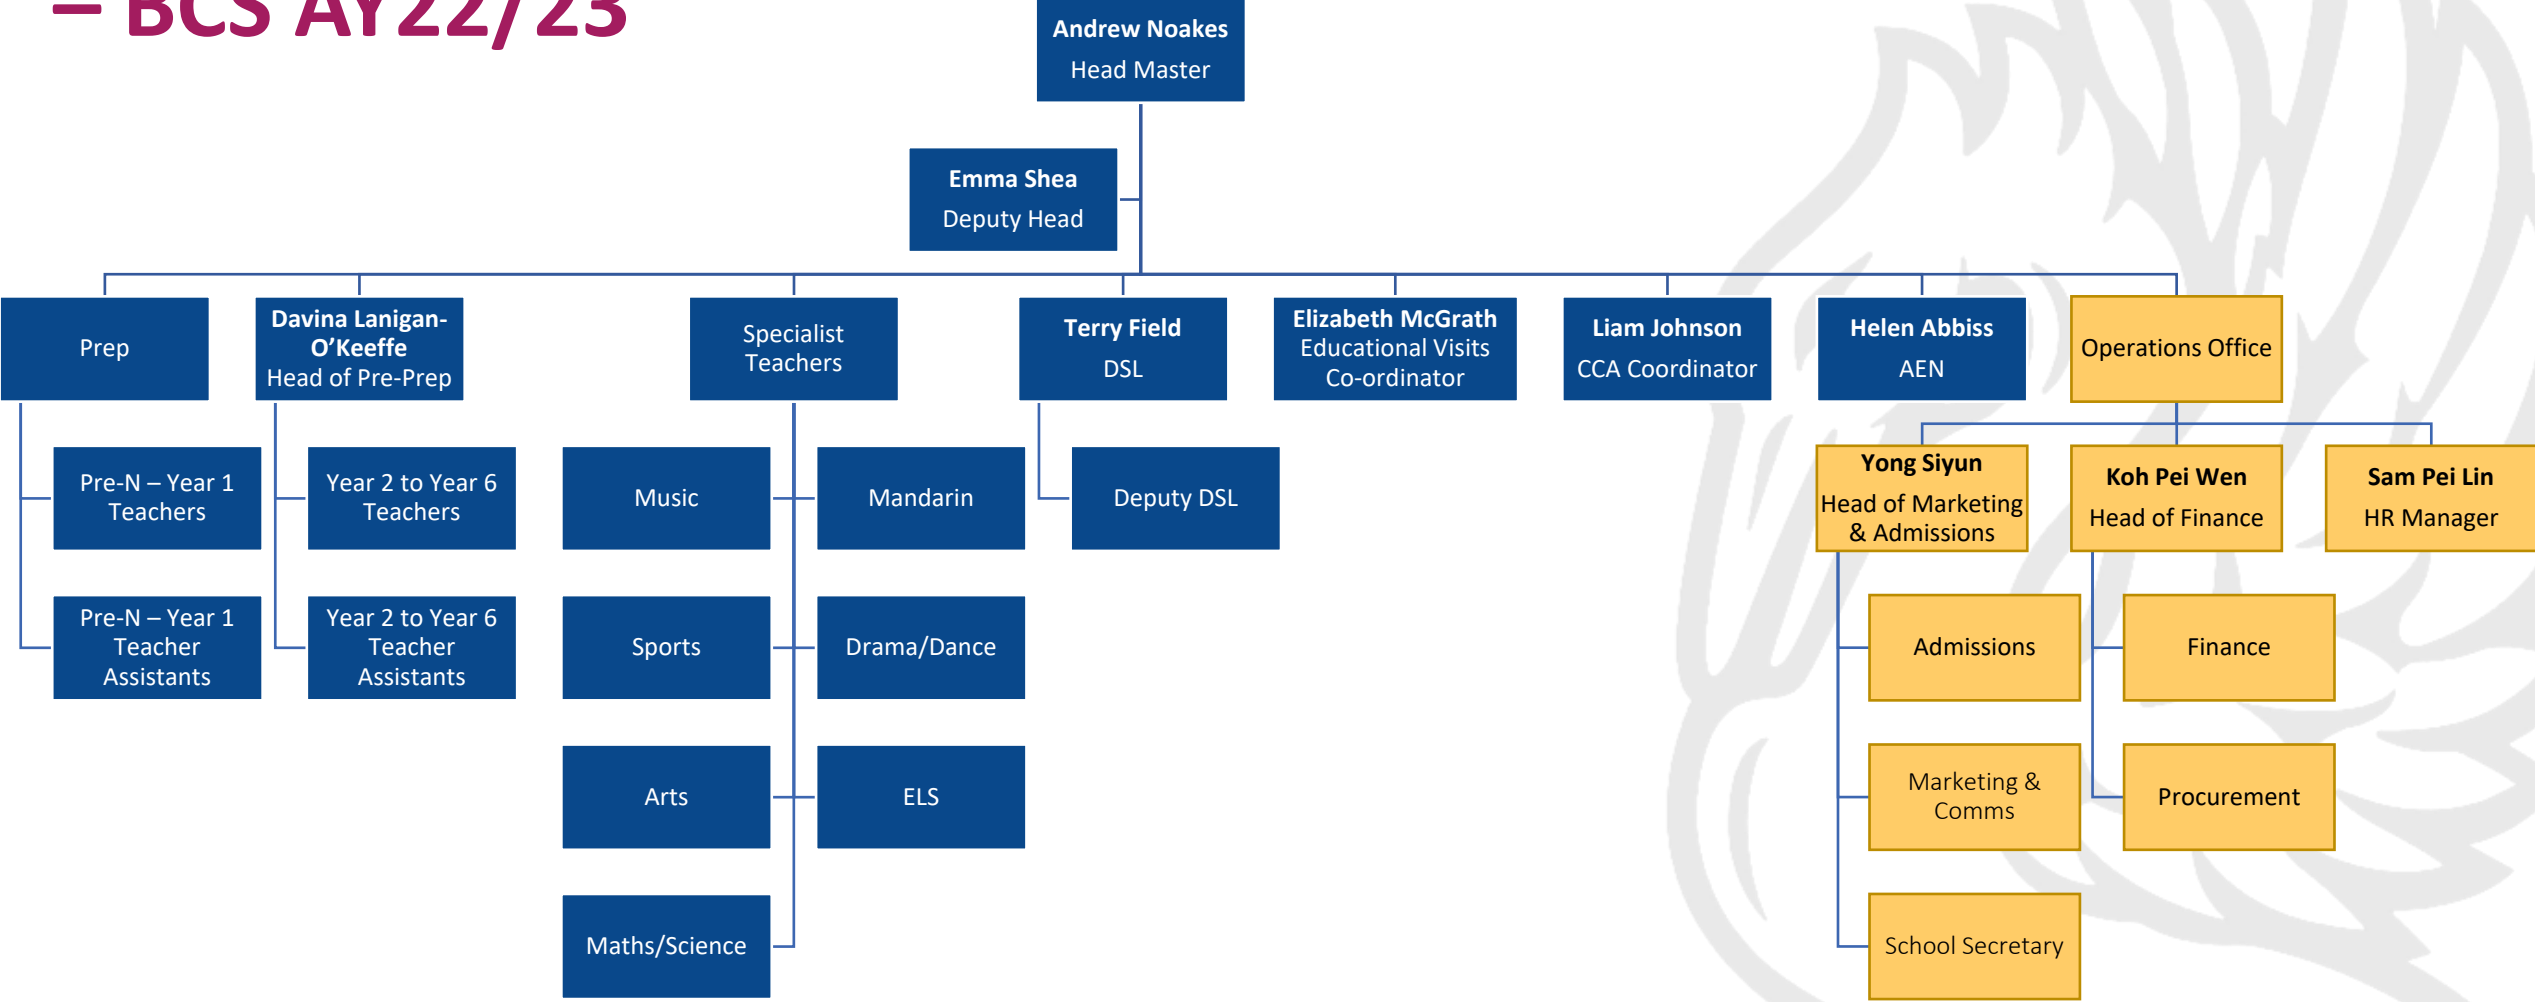 – BCS AY22/23
Andrew Noakes
Head Master
Emma Shea
Deputy Head
Prep
Davina Lanigan-
O’Keeffe
Head of Pre-Prep
Specialist
Teachers
Terry Field
DSL
Elizabeth McGrath
Educational Visits
Co-ordinator
Liam Johnson
CCA Coordinator
Helen Abbiss
AEN
Operations Office
Pre-N – Year 1
Teachers
Year 2 to Year 6
Teachers
Music
Mandarin
Deputy DSL
Yong Siyun
Head of Marketing
& Admissions
Koh Pei Wen
Head of Finance
Sam Pei Lin
HR Manager
Pre-N – Year 1
Teacher
Assistants
Year 2 to Year 6
Teacher
Assistants
Sports
Drama/Dance
Admissions
Finance
Arts
ELS
Marketing &
Comms
Procurement
Maths/Science
School Secretary